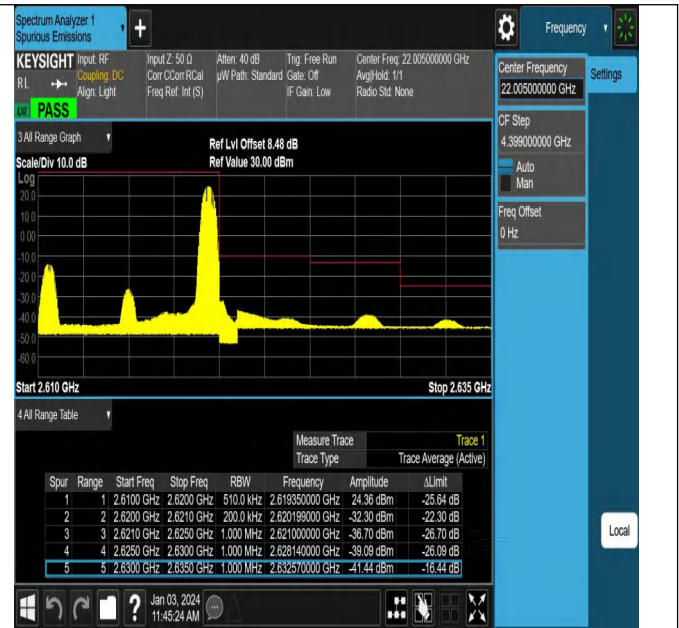 Spectrum Analyzer 1
Spurious Emissions
Frequency
KEYSIGHT Input: RF Input Z: 50 Ω Atten: 40 dB Trig: Free Run Center Freq: 22.005000000 GHz
RL Coupling: DC Corr CCorr RCal µW Path: Standard Gate: Off Avg|Hold: 1/1
Align: Light Freq Ref: Int (S) IF Gain: Low Radio Std: None
LXI PASS
Center Frequency
22.005000000 GHz
Settings
CF Step
4.399000000 GHz
Auto
Man
Freq Offset
0 Hz
3 All Range Graph
Ref Lvl Offset 8.48 dB
Scale/Div 10.0 dB Ref Value 30.00 dBm
Log
20.0
10.0
0.00
-10.0
-20.0
-30.0
-40.0
-50.0
-60.0
Start 2.610 GHz Stop 2.635 GHz
4 All Range Table
Measure Trace Trace 1
Trace Type Trace Average (Active)
Spur Range Start Freq Stop Freq RBW Frequency Amplitude ΔLimit
1 1 2.6100 GHz 2.6200 GHz 510.0 kHz 2.619350000 GHz 24.36 dBm -25.64 dB
2 2 2.6200 GHz 2.6210 GHz 200.0 kHz 2.620199000 GHz -32.30 dBm -22.30 dB
3 3 2.6210 GHz 2.6250 GHz 1.000 MHz 2.621000000 GHz -36.70 dBm -26.70 dB
4 4 2.6250 GHz 2.6300 GHz 1.000 MHz 2.628140000 GHz -39.09 dBm -26.09 dB
5 5 2.6300 GHz 2.6350 GHz 1.000 MHz 2.632570000 GHz -41.44 dBm -16.44 dB
Local
? Jan 03, 2024
11:45:24 AM